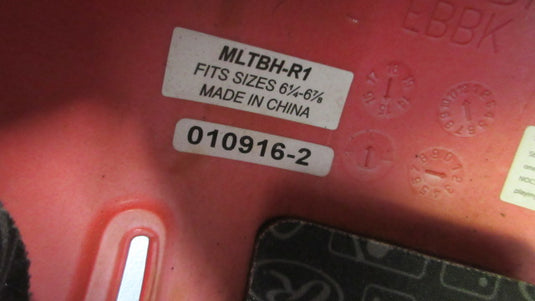 EBBK
MLTBH-R1
FITS SIZES 6¼-6⅞
MADE IN CHINA
010916-2